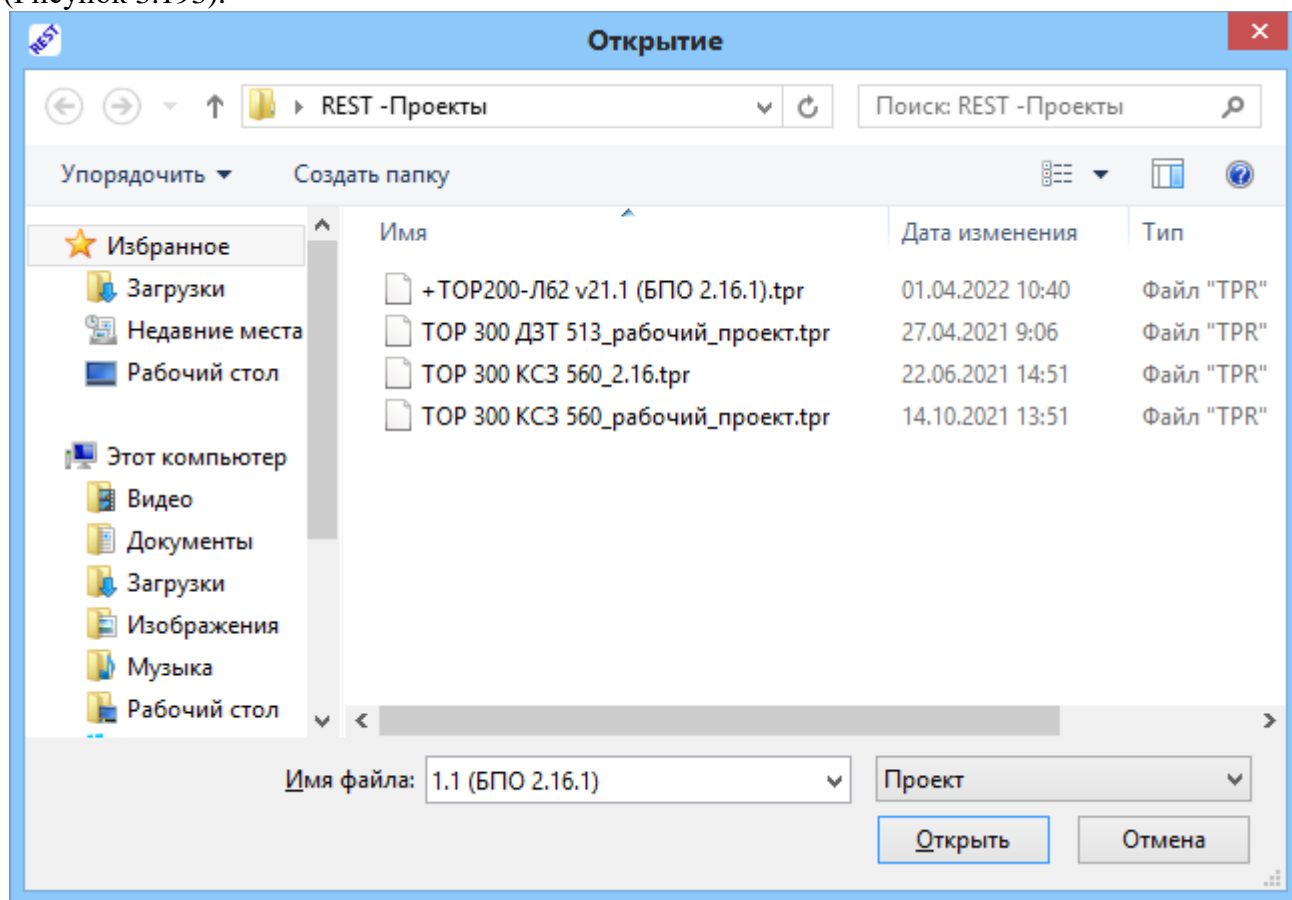 REST
Открытие
REST -Проекты
Поиск: REST -Проекты
Упорядочить
Создать папку
Имя
Дата изменения
Тип
Избранное
Загрузки
Недавние места
Рабочий стол
Этот компьютер
Видео
Документы
Загрузки
Изображения
Музыка
Рабочий стол
+ТОР200-Л62 v21.1 (БПО 2.16.1).tpr 01.04.2022 10:40 Файл "TPR"
ТОР 300 ДЗТ 513_рабочий_проект.tpr 27.04.2021 9:06 Файл "TPR"
ТОР 300 КСЗ 560_2.16.tpr 22.06.2021 14:51 Файл "TPR"
ТОР 300 КСЗ 560_рабочий_проект.tpr 14.10.2021 13:51 Файл "TPR"
Имя файла: 1.1 (БПО 2.16.1)
Проект
Открыть
Отмена